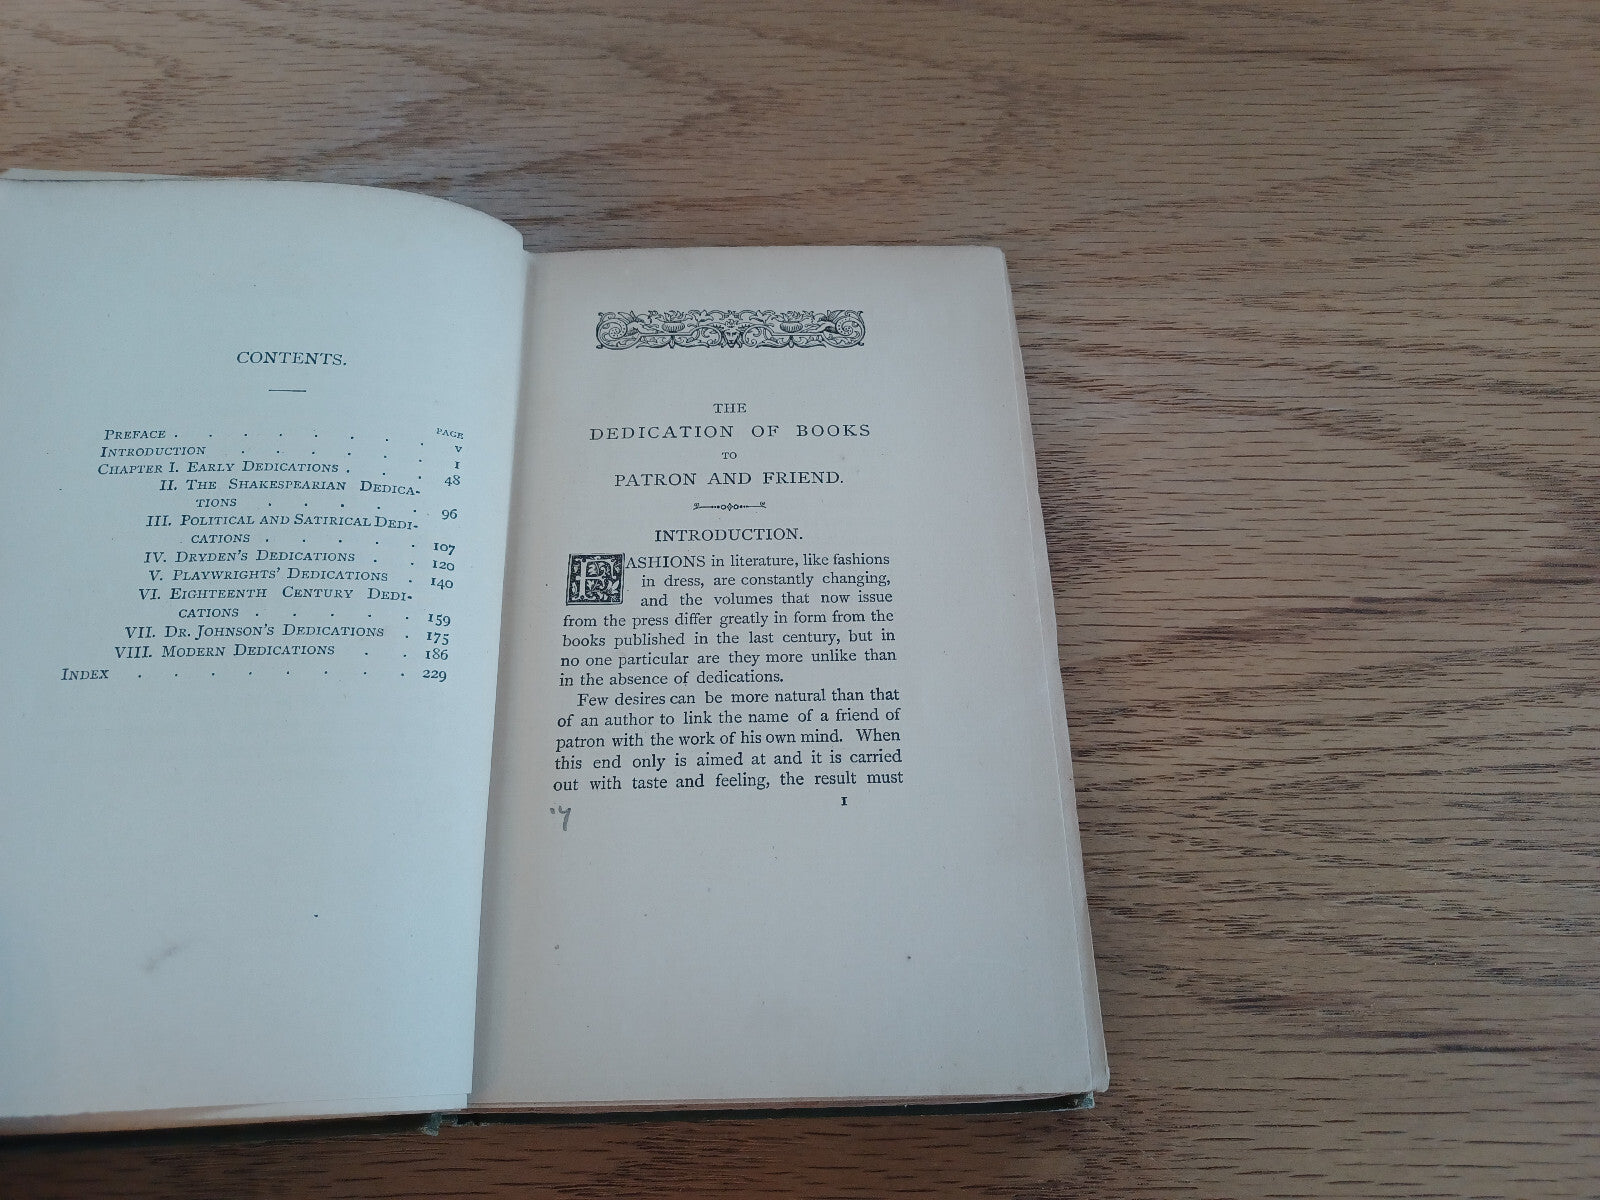 CONTENTS.
PAGE
PREFACE . . . . . . . . v
INTRODUCTION . . . . . . 1
CHAPTER I. EARLY DEDICATIONS . . . 48
II. THE SHAKESPEARIAN DEDICA-
TIONS . . . . . 96
III. POLITICAL AND SATIRICAL DEDI-
CATIONS . . . . . 107
IV. DRYDEN'S DEDICATIONS . . 120
V. PLAYWRIGHTS' DEDICATIONS . 140
VI. EIGHTEENTH CENTURY DEDI-
CATIONS . . . . . 159
VII. DR. JOHNSON'S DEDICATIONS . 175
VIII. MODERN DEDICATIONS . . 186
INDEX . . . . . . . . 229
THE
DEDICATION OF BOOKS
TO
PATRON AND FRIEND.
INTRODUCTION.
FASHIONS in literature, like fashions
in dress, are constantly changing,
and the volumes that now issue
from the press differ greatly in form from the
books published in the last century, but in
no one particular are they more unlike than
in the absence of dedications.
Few desires can be more natural than that
of an author to link the name of a friend of
patron with the work of his own mind. When
this end only is aimed at and it is carried
out with taste and feeling, the result must
1